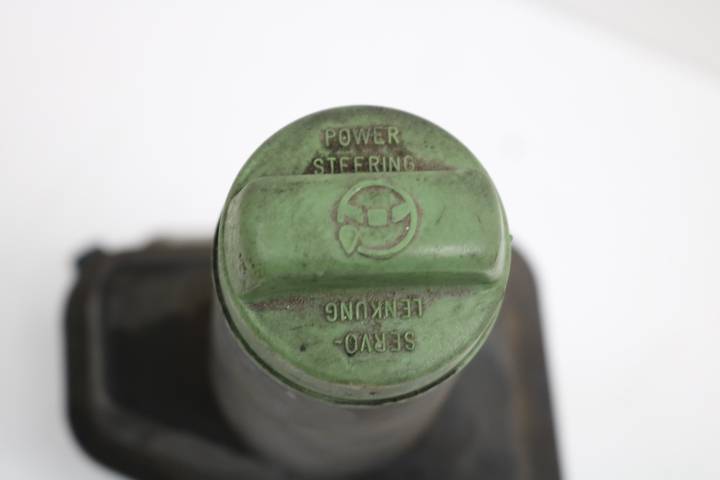 POWER
STEERING
SERVO-
LENKUNG